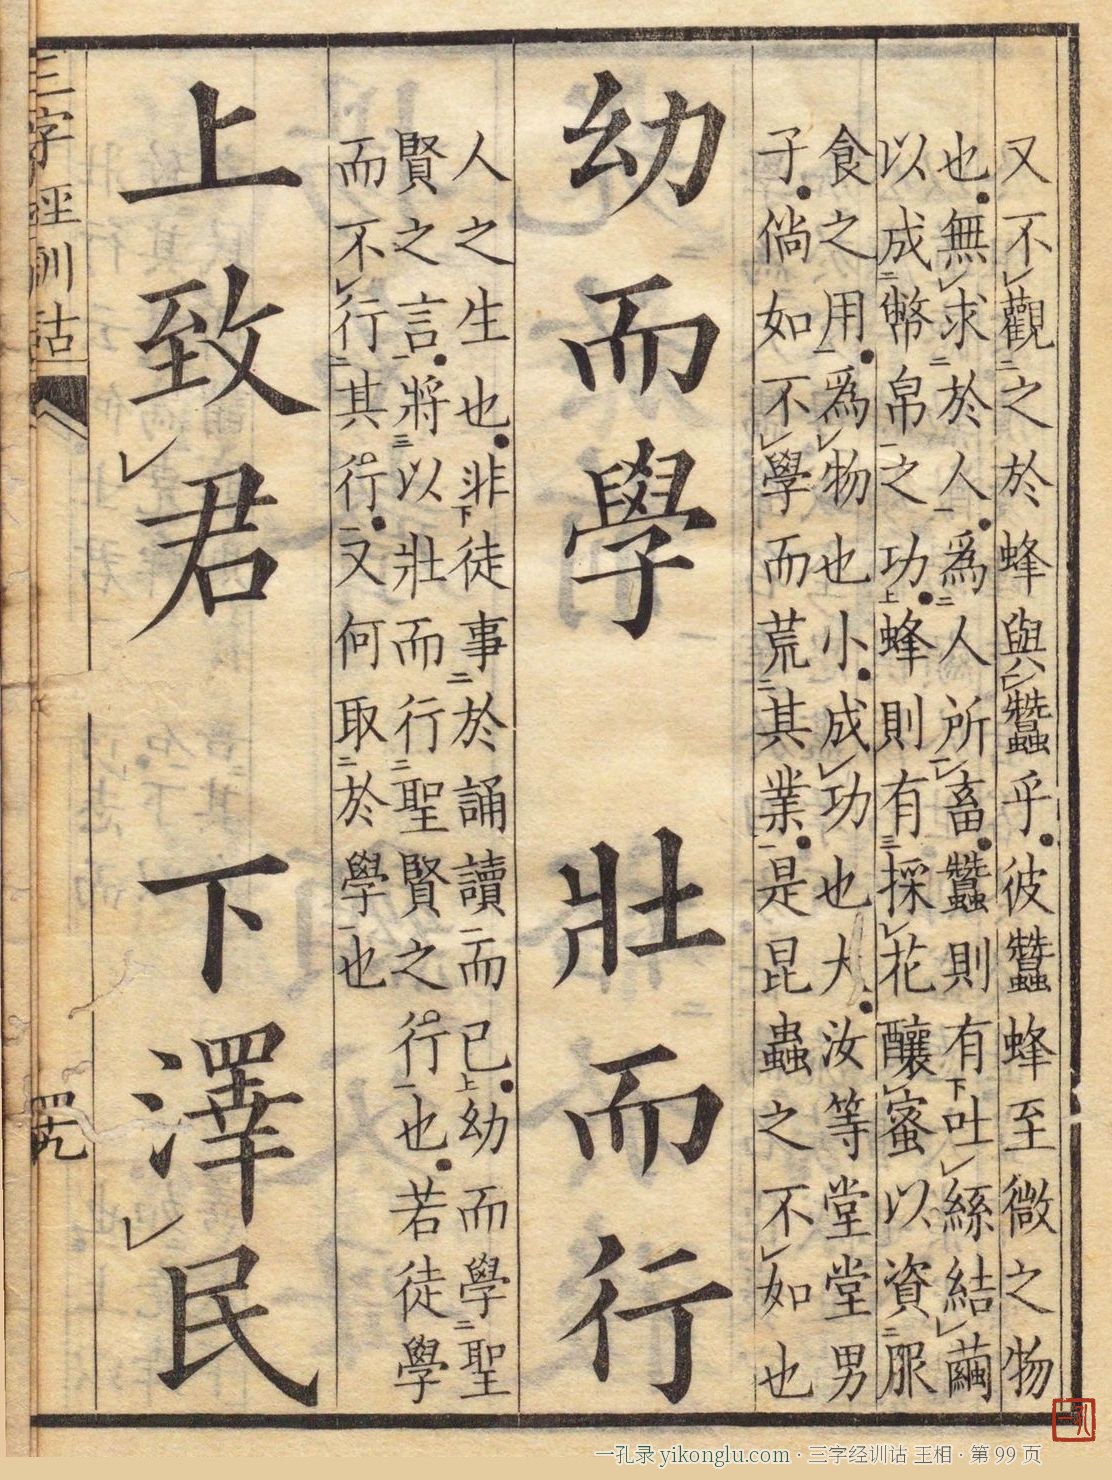 又不觀之於蜂與蠶乎彼蠶蜂至微之物
也無求於人為人所畜蠶則有吐絲結繭
以成幣帛之功蜂則有採花釀蜜以資服
食之用爲物也小成功也大汝等堂堂男
子倘如不學而荒其業是昆蟲之不如也
幼而學 壯而行
人之生也非徒事於誦讀而已幼而學聖
賢之言將以壯而行聖賢之行也若徒學
而不行其行又何取於學也
上致君 下澤民
三字經訓詁
四九
一孔录 yikonglu.com · 三字经训诂 王相 · 第 99 页